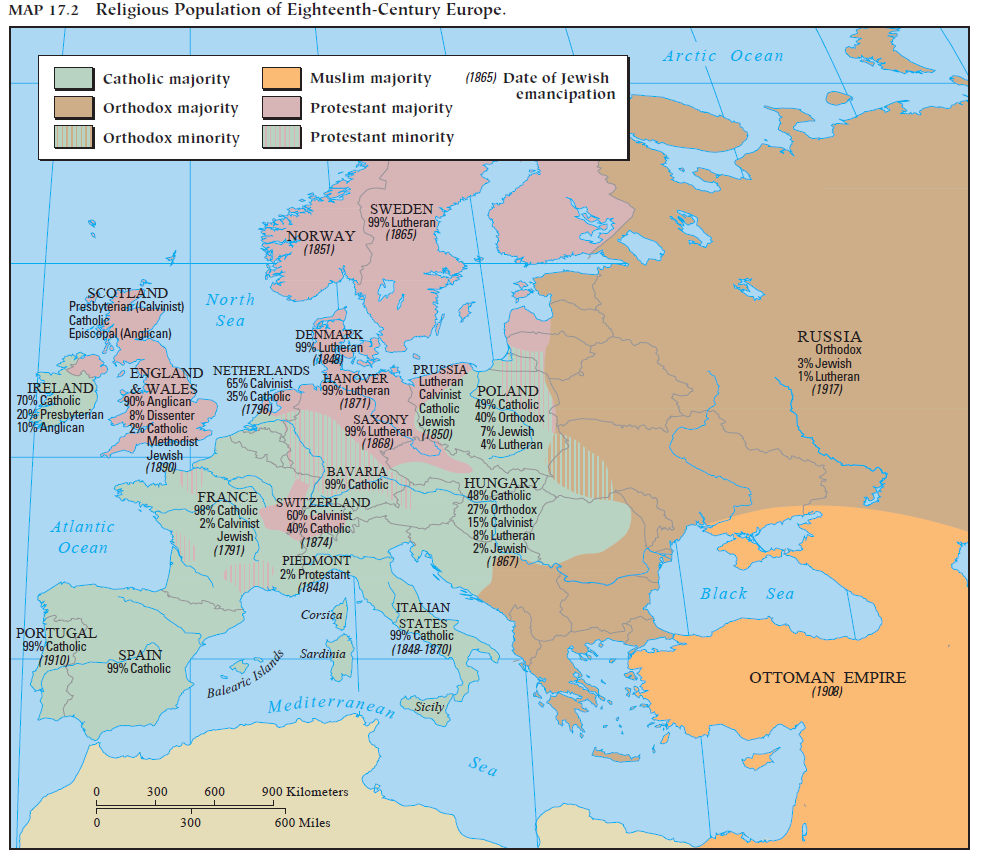 MAP 17.2 Religious Population of Eighteenth-Century Europe.
Arctic Ocean
Catholic majority
Muslim majority
(1865) Date of Jewish
emancipation
Orthodox majority
Protestant majority
Orthodox minority
Protestant minority
SWEDEN
99% Lutheran
(1865)
NORWAY
(1851)
SCOTLAND
Presbyterian (Calvinist)
Catholic
Episcopal (Anglican)
North
Sea
DENMARK
99% Lutheran
(1848)
RUSSIA
Orthodox
3% Jewish
1% Lutheran
(1917)
IRELAND
70% Catholic
20% Presbyterian
10% Anglican
ENGLAND
& WALES
90% Anglican
8% Dissenter
2% Catholic
Methodist
Jewish
(1890)
NETHERLANDS
65% Calvinist
35% Catholic
(1796)
HANOVER
99% Lutheran
(1871)
SAXONY
99% Lutheran
(1868)
PRUSSIA
Lutheran
Calvinist
Catholic
Jewish
(1850)
POLAND
49% Catholic
40% Orthodox
7% Jewish
4% Lutheran
BAVARIA
99% Catholic
HUNGARY
48% Catholic
27% Orthodox
15% Calvinist
8% Lutheran
2% Jewish
(1867)
FRANCE
98% Catholic
2% Calvinist
Jewish
(1791)
SWITZERLAND
60% Calvinist
40% Catholic
(1874)
Atlantic
Ocean
PIEDMONT
2% Protestant
(1848)
Black Sea
Corsica
ITALIAN
STATES
99% Catholic
(1848-1870)
PORTUGAL
99% Catholic
(1910)
SPAIN
99% Catholic
Sardinia
Balearic Islands
OTTOMAN EMPIRE
(1908)
Mediterranean
Sicily
Sea
0 300 600 900 Kilometers
0 300 600 Miles